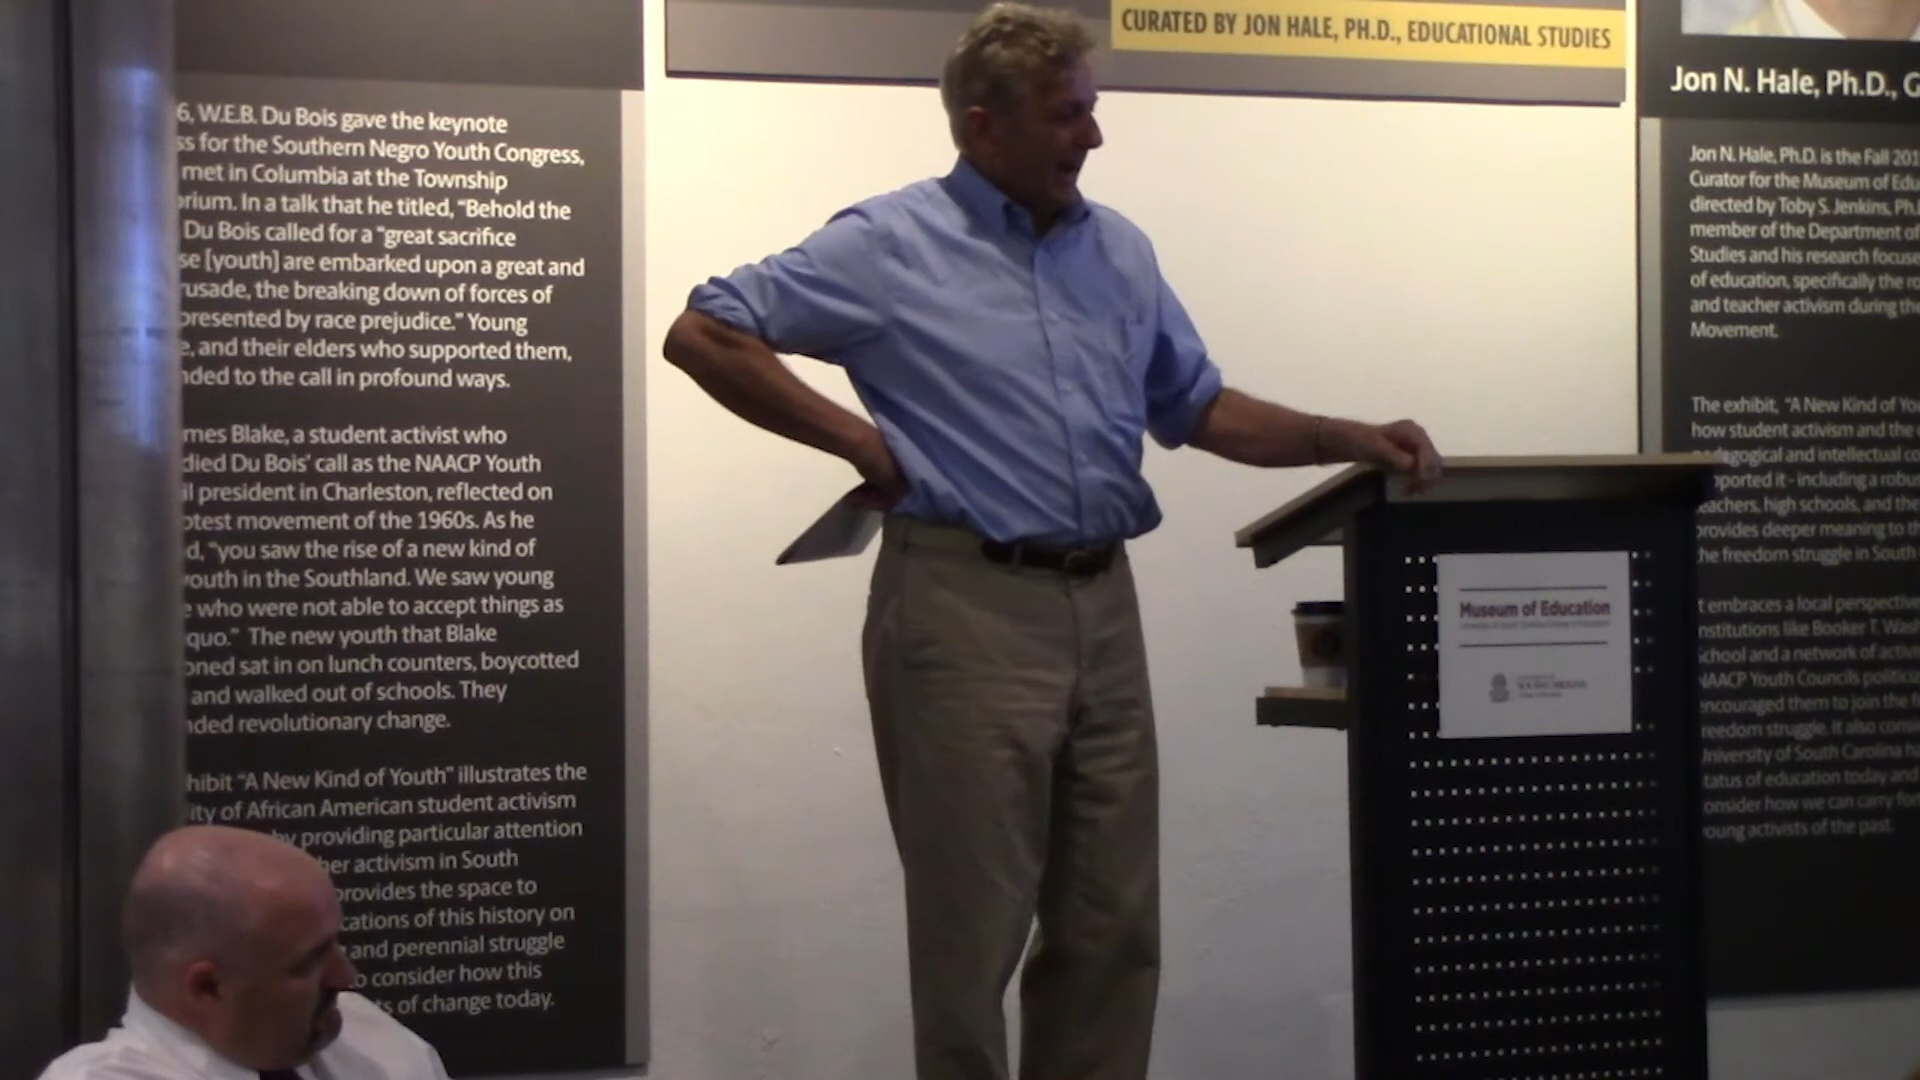 CURATED BY JON HALE, PH.D., EDUCATIONAL STUDIES
6, W.E.B. Du Bois gave the keynote
ss for the Southern Negro Youth Congress,
met in Columbia at the Township
orium. In a talk that he titled, "Behold the
Du Bois called for a "great sacrifice
se [youth] are embarked upon a great and
rusade, the breaking down of forces of
presented by race prejudice." Young
e, and their elders who supported them,
nded to the call in profound ways.
mes Blake, a student activist who
died Du Bois' call as the NAACP Youth
il president in Charleston, reflected on
otest movement of the 1960s. As he
d, "you saw the rise of a new kind of
youth in the Southland. We saw young
e who were not able to accept things as
quo." The new youth that Blake
oned sat in on lunch counters, boycotted
and walked out of schools. They
nded revolutionary change.
hibit "A New Kind of Youth" illustrates the
ity of African American student activism
by providing particular attention
her activism in South
provides the space to
cations of this history on
and perennial struggle
to consider how this
ts of change today.
Museum of Education
Jon N. Hale, Ph.D., G
Jon N. Hale, Ph.D. is the Fall 201
Curator for the Museum of Edu
directed by Toby S. Jenkins, Ph.
member of the Department of
Studies and his research focuse
of education, specifically the ro
and teacher activism during the
Movement.
The exhibit, "A New Kind of You
how student activism and the
dagogical and intellectual co
pported it - including a robus
eachers, high schools, and the
provides deeper meaning to th
he freedom struggle in South
t embraces a local perspective
nstitutions like Booker T. Wash
school and a network of activi
NAACP Youth Councils politiciz
encouraged them to join the f
freedom struggle. It also consi
University of South Carolina ha
tatus of education today and
onsider how we can carry for
young activists of the past.